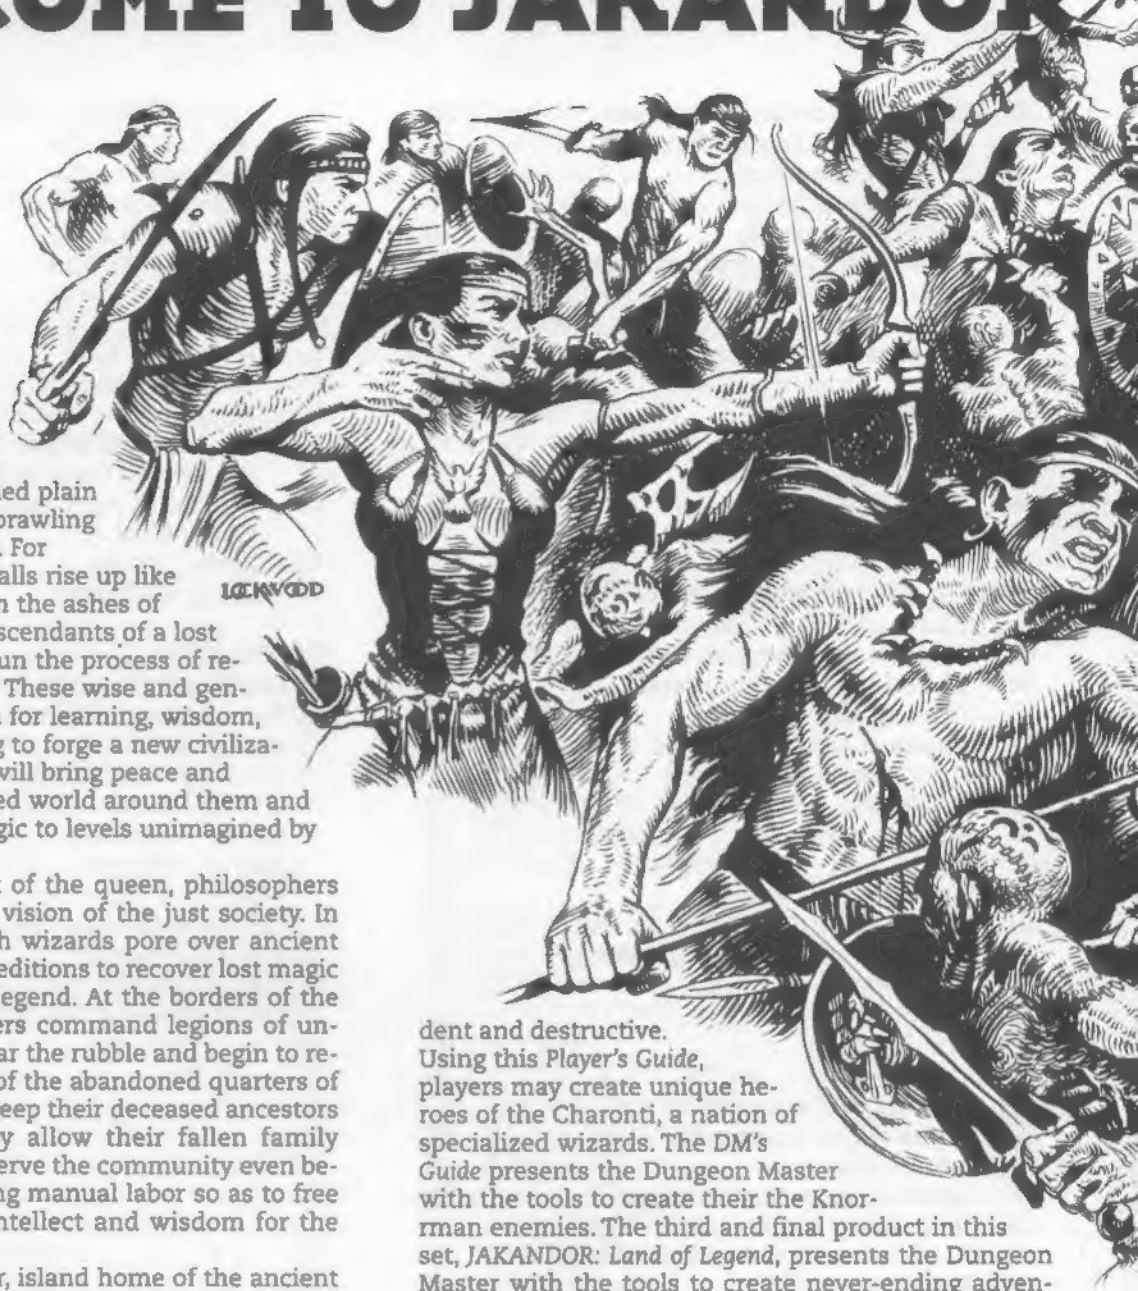 OME TO JAKANDOR
ed plain
rawling
. For
alls rise up like
n the ashes of
scendants of a lost
un the process of re-
These wise and gen-
for learning, wisdom,
g to forge a new civiliza-
will bring peace and
ed world around them and
gic to levels unimagined by
of the queen, philosophers
vision of the just society. In
h wizards pore over ancient
editions to recover lost magic
egend. At the borders of the
ers command legions of un-
ar the rubble and begin to re-
of the abandoned quarters of
eep their deceased ancestors
y allow their fallen family
erve the community even be-
ng manual labor so as to free
ntellect and wisdom for the
r, island home of the ancient
LOCKWOOD
dent and destructive.
Using this Player's Guide,
players may create unique he-
roes of the Charonti, a nation of
specialized wizards. The DM's
Guide presents the Dungeon Master
with the tools to create their the Knor-
rman enemies. The third and final product in this
set, JAKANDOR: Land of Legend, presents the Dungeon
Master with the tools to create never-ending adven-